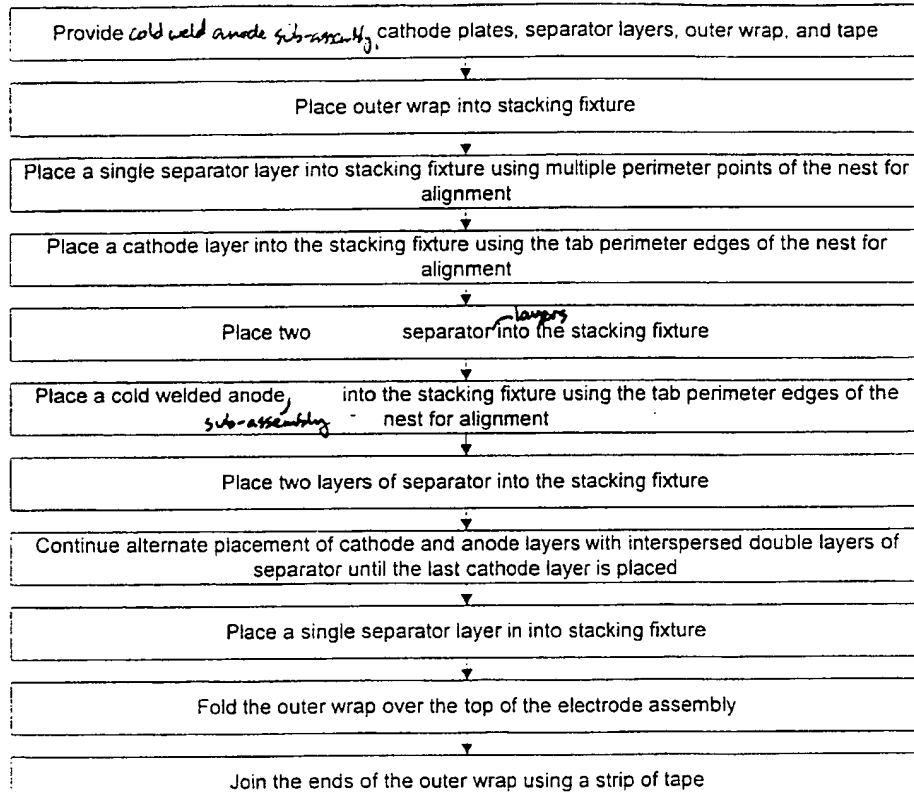 Provide cold weld anode sub-assembly, cathode plates, separator layers, outer wrap, and tape
Place outer wrap into stacking fixture
Place a single separator layer into stacking fixture using multiple perimeter points of the nest for
alignment
Place a cathode layer into the stacking fixture using the tab perimeter edges of the nest for
alignment
Place two separator layers into the stacking fixture
Place a cold welded anode sub-assembly, into the stacking fixture using the tab perimeter edges of the
nest for alignment
Place two layers of separator into the stacking fixture
Continue alternate placement of cathode and anode layers with interspersed double layers of
separator until the last cathode layer is placed
Place a single separator layer in into stacking fixture
Fold the outer wrap over the top of the electrode assembly
Join the ends of the outer wrap using a strip of tape